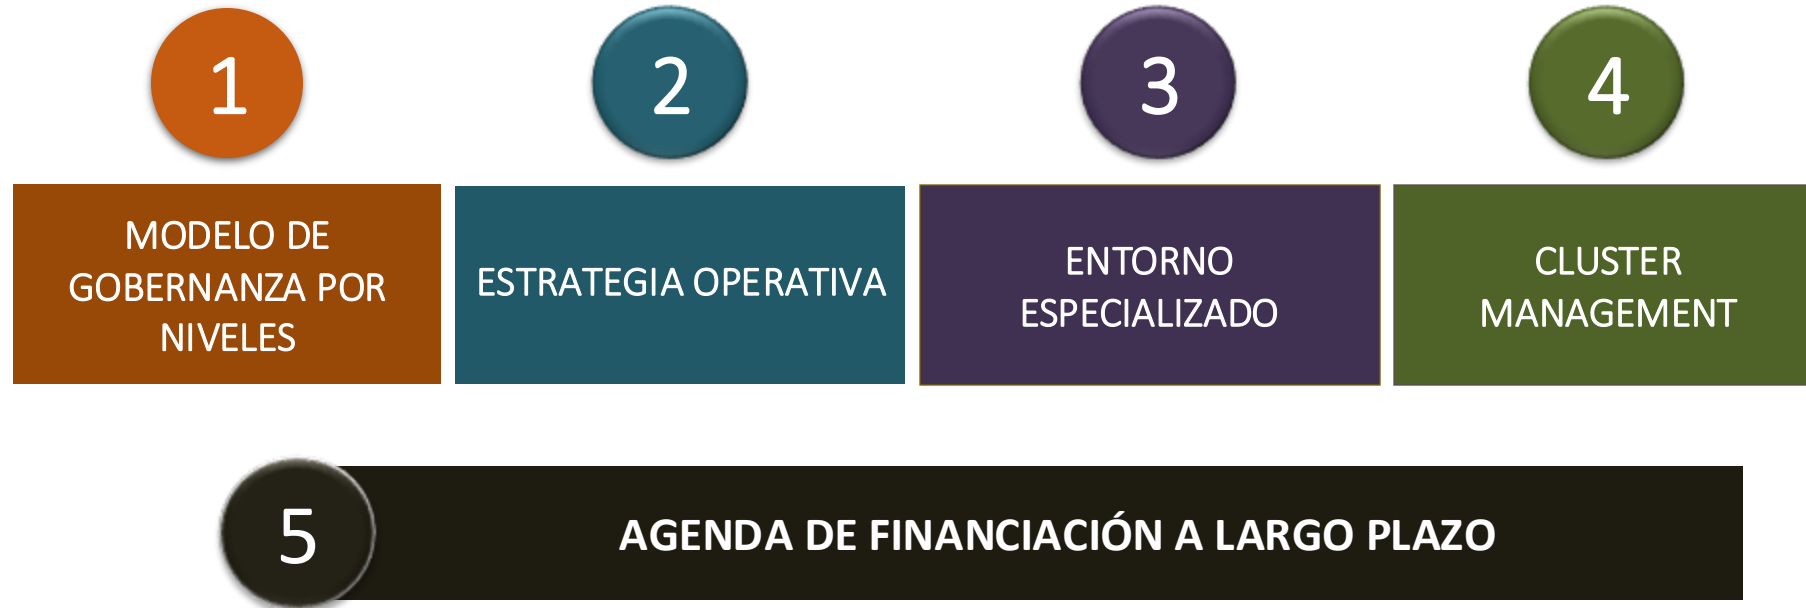 1
2
3
4
MODELO DE
GOBERNANZA POR
NIVELES
ESTRATEGIA OPERATIVA
ENTORNO
ESPECIALIZADO
CLUSTER
MANAGEMENT
5
AGENDA DE FINANCIACIÓN A LARGO PLAZO